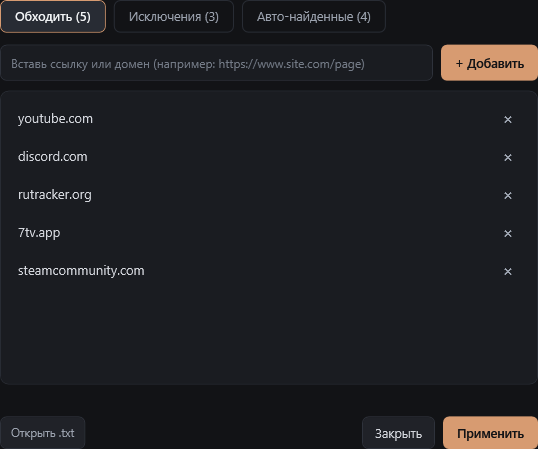 Обходить (5) Исключения (3) Авто-найденные (4)
Вставь ссылку или домен (например: https://www.site.com/page) + Добавить
youtube.com ×
discord.com ×
rutracker.org ×
7tv.app ×
steamcommunity.com ×
Открыть .txt Закрыть Применить